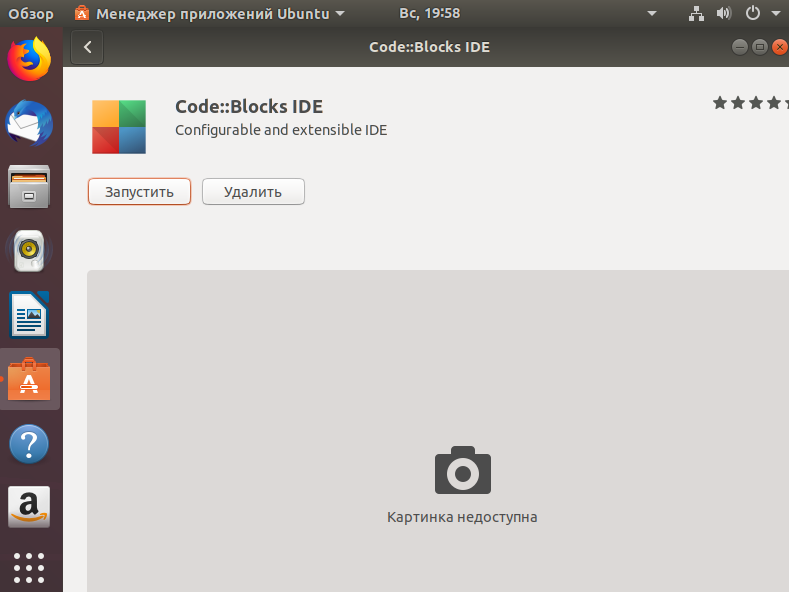 Обзор Менеджер приложений Ubuntu Вс, 19:58
Code::Blocks IDE
Code::Blocks IDE
Configurable and extensible IDE
Запустить Удалить
Картинка недоступна